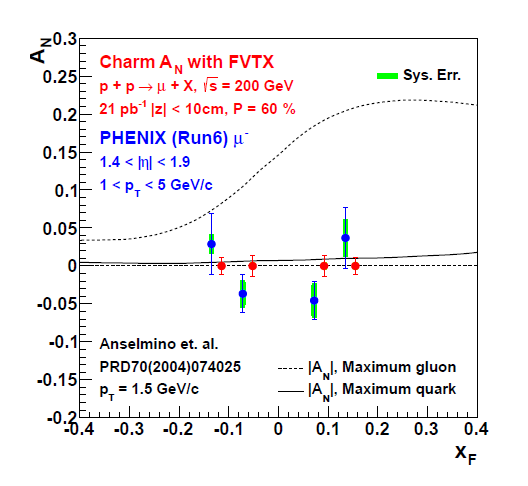 A_N
0.3
0.25
0.2
0.15
0.1
0.05
0
-0.05
-0.1
-0.15
-0.2
Charm A_N with FVTX
p + p → μ + X, √s = 200 GeV
21 pb^-1 |z| < 10cm, P = 60 %
Sys. Err.
PHENIX (Run6) μ^-
1.4 < |η| < 1.9
1 < p_T < 5 GeV/c
Anselmino et. al.
PRD70(2004)074025
p_T = 1.5 GeV/c
|A_N|, Maximum gluon
|A_N|, Maximum quark
-0.4 -0.3 -0.2 -0.1 0 0.1 0.2 0.3 0.4
x_F